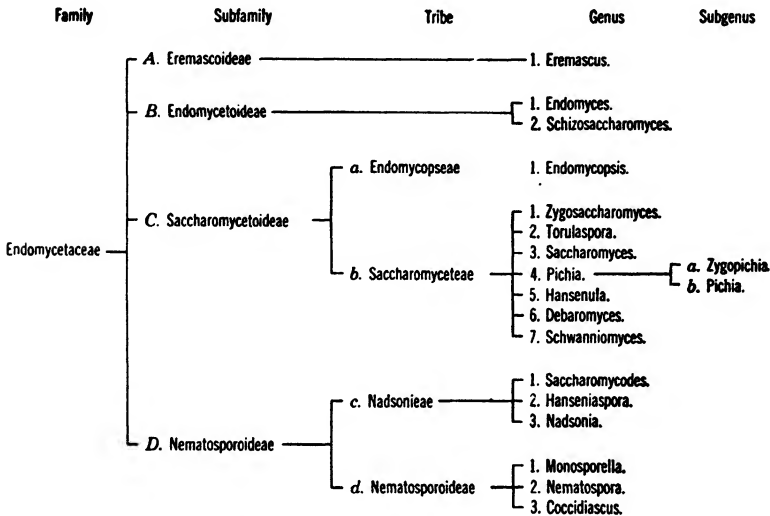 Family Subfamily Tribe Genus Subgenus
A. Eremascoideae 1. Eremascus.
B. Endomycetoideae 1. Endomyces.
2. Schizosaccharomyces.
a. Endomycopseae 1. Endomycopsis.
C. Saccharomycetoideae
1. Zygosaccharomyces.
2. Torulaspora.
3. Saccharomyces.
Endomycetaceae
b. Saccharomyceteae 4. Pichia. a. Zygopichia.
b. Pichia.
5. Hansenula.
6. Debaromyces.
7. Schwanniomyces.
1. Saccharomycodes.
c. Nadsonieae 2. Hanseniaspora.
3. Nadsonia.
D. Nematosporoideae
1. Monosporella.
d. Nematosporoideae 2. Nematospora.
3. Coccidiascus.